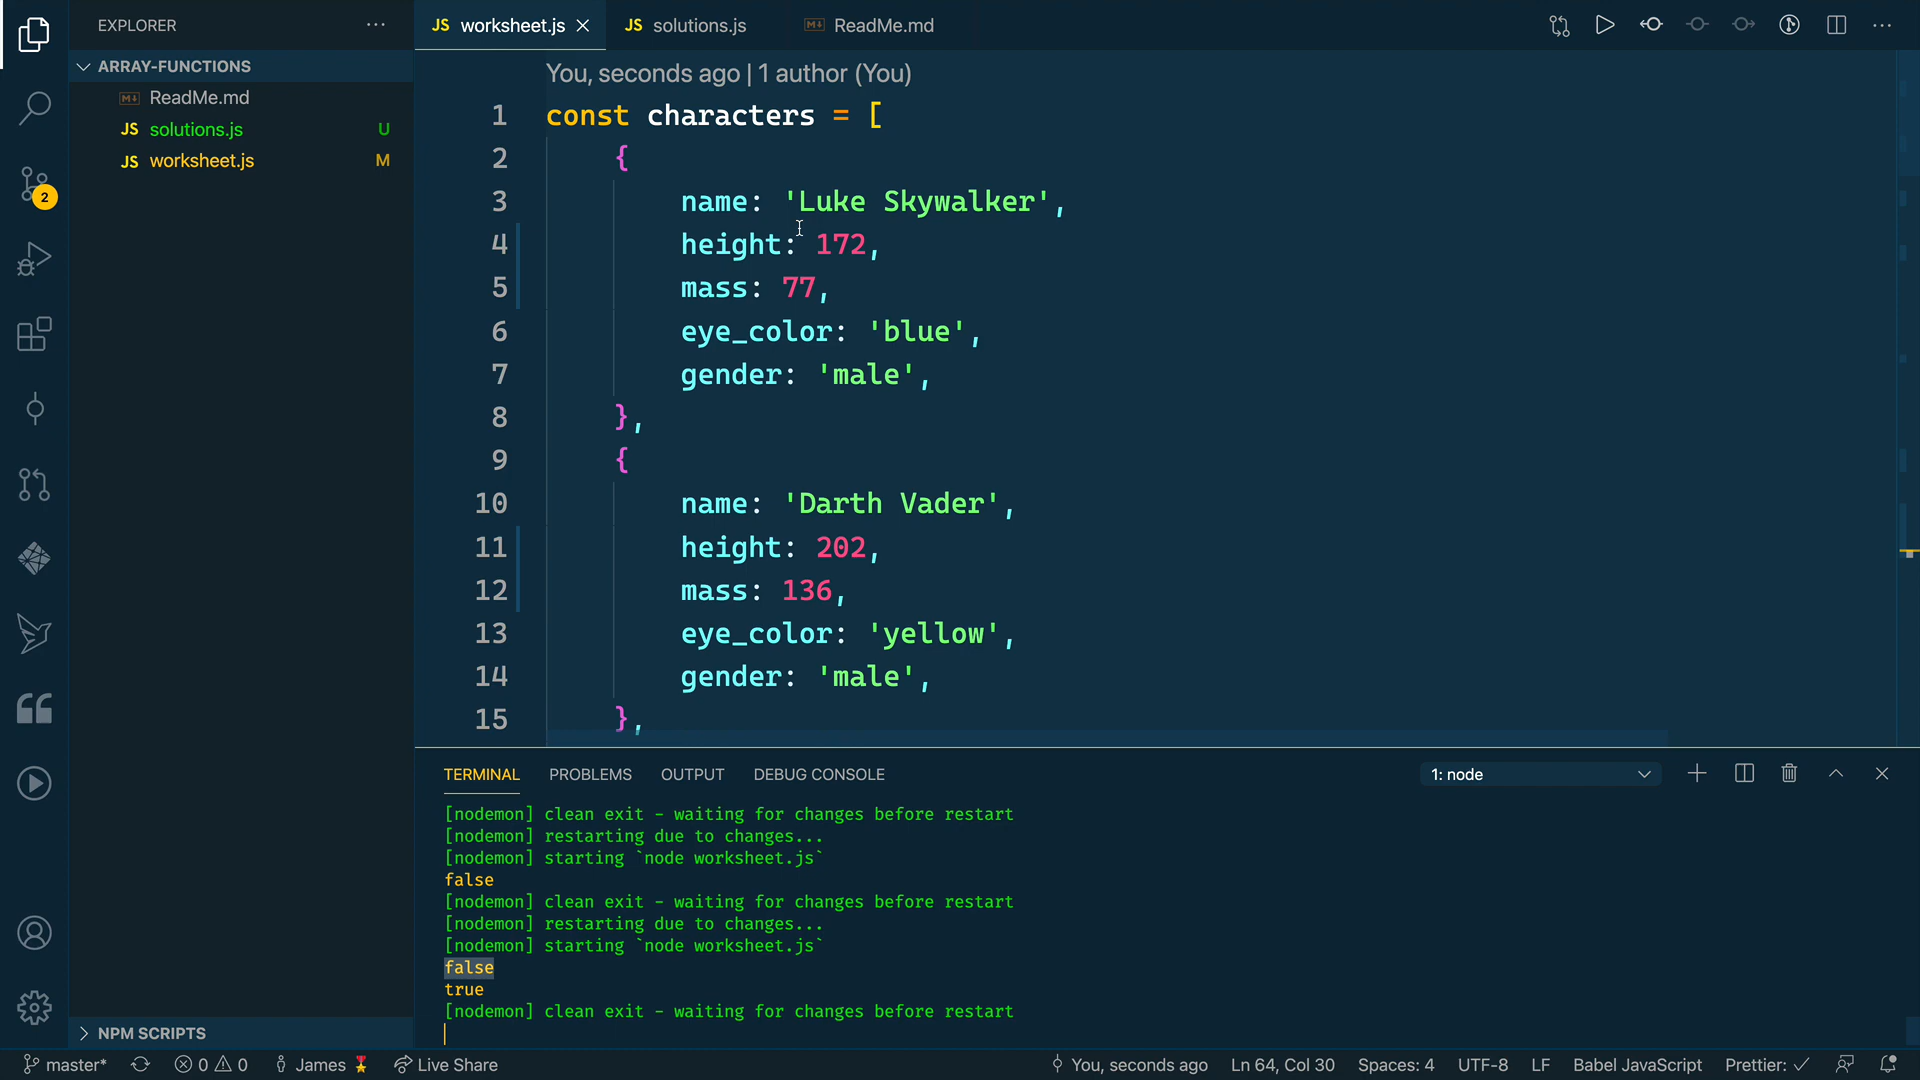 EXPLORER
ARRAY-FUNCTIONS
ReadMe.md
JS solutions.js U
JS worksheet.js M
2
NPM SCRIPTS
JS worksheet.js
JS solutions.js
ReadMe.md
You, seconds ago | 1 author (You)
1 const characters = [
2 {
3 name: 'Luke Skywalker',
4 height: 172,
5 mass: 77,
6 eye_color: 'blue',
7 gender: 'male',
8 },
9 {
10 name: 'Darth Vader',
11 height: 202,
12 mass: 136,
13 eye_color: 'yellow',
14 gender: 'male',
15 },
TERMINAL PROBLEMS OUTPUT DEBUG CONSOLE 1: node
[nodemon] clean exit - waiting for changes before restart
[nodemon] restarting due to changes...
[nodemon] starting `node worksheet.js`
false
[nodemon] clean exit - waiting for changes before restart
[nodemon] restarting due to changes...
[nodemon] starting `node worksheet.js`
false
true
[nodemon] clean exit - waiting for changes before restart
master* 0 0 James Live Share You, seconds ago Ln 64, Col 30 Spaces: 4 UTF-8 LF Babel JavaScript Prettier: ✓